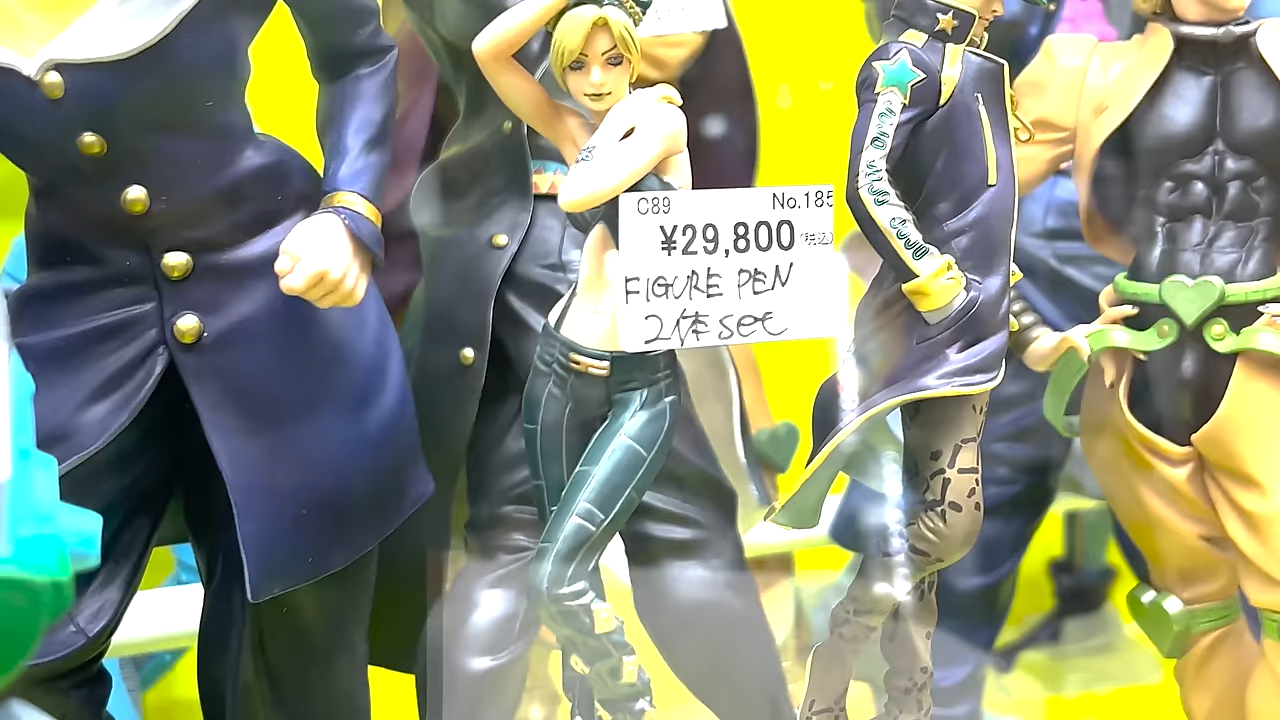 C89 No.185
¥29,800(税込)
FIGURE PEN
2体set